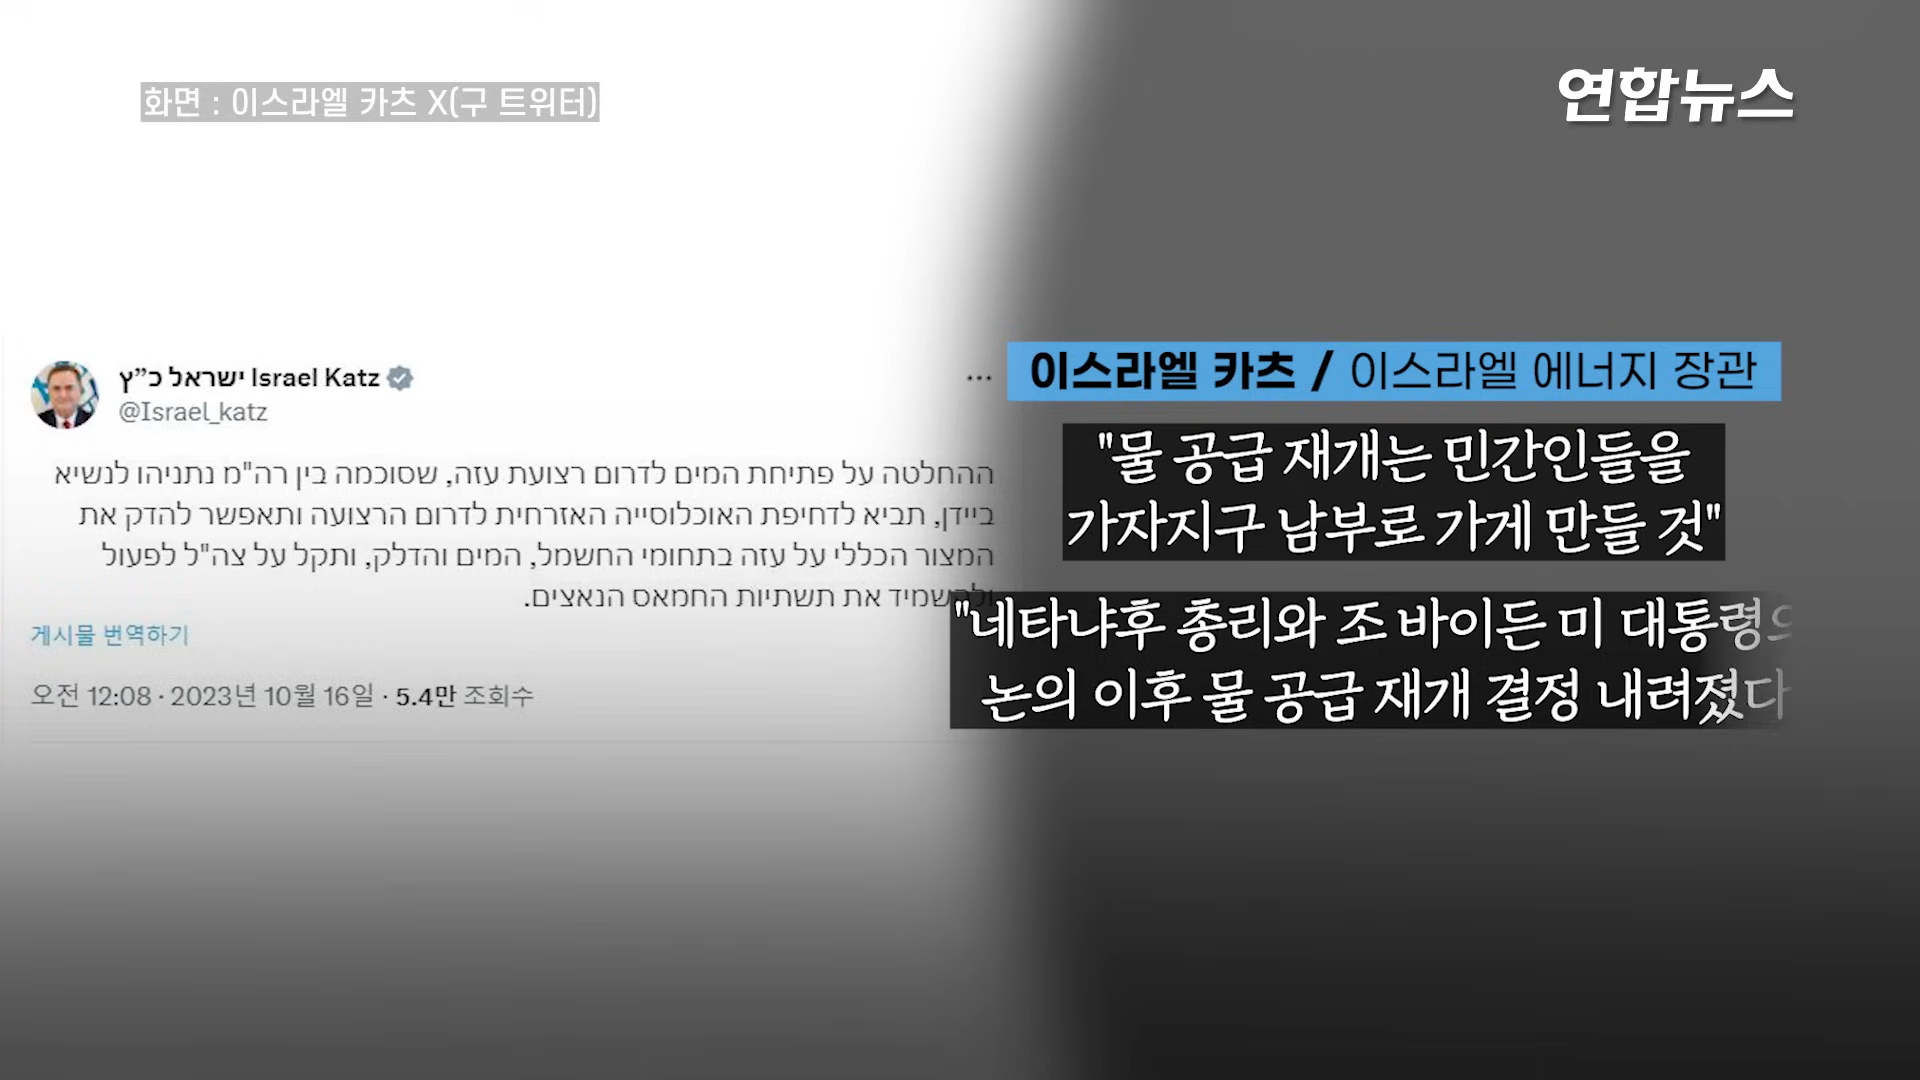 화면 : 이스라엘 카츠 X(구 트위터)
연합뉴스
ישראל כ”ץ Israel Katz
@Israel_katz
ההחלטה על פתיחת המים לדרום רצועת עזה, שסוכמה בין רה"מ נתניהו לנשיא
ביידן, תביא לדחיפת האוכלוסייה האזרחית לדרום הרצועה ותאפשר להדק את
המצור הכללי על עזה בתחומי החשמל, המים והדלק, ותקל על צה"ל לפעול
ולהשמיד את תשתיות החמאס הנאצים.
게시물 번역하기
오전 12:08 · 2023년 10월 16일 · 5.4만 조회수
이스라엘 카츠 / 이스라엘 에너지 장관
"물 공급 재개는 민간인들을
가자지구 남부로 가게 만들 것"
"네타냐후 총리와 조 바이든 미 대통령의
논의 이후 물 공급 재개 결정 내려졌다